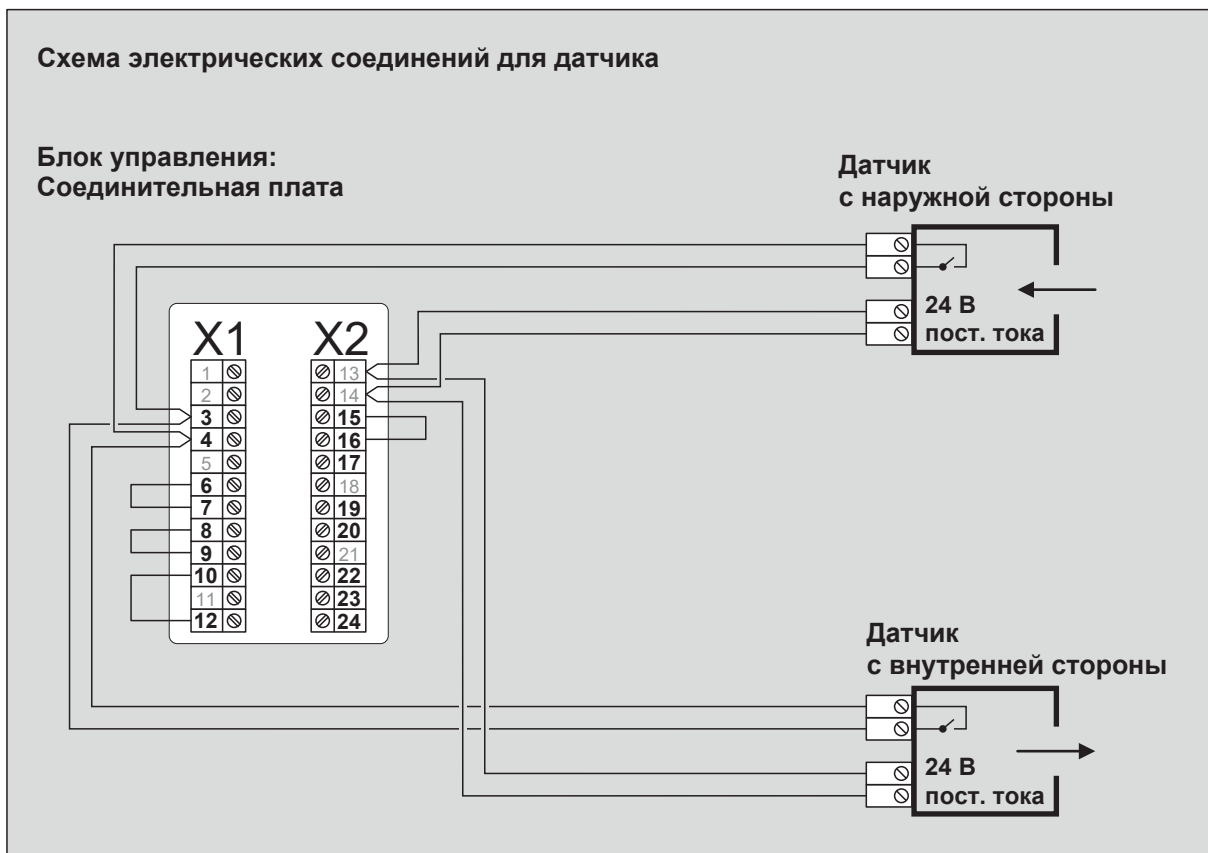 Схема электрических соединений для датчика
Блок управления:
Соединительная плата
Датчик
с наружной стороны
24 В
пост. тока
X1 X2
1 13
2 14
3 15
4 16
5 17
6 18
7 19
8 20
9 21
10 22
11 23
12 24
Датчик
с внутренней стороны
24 В
пост. тока